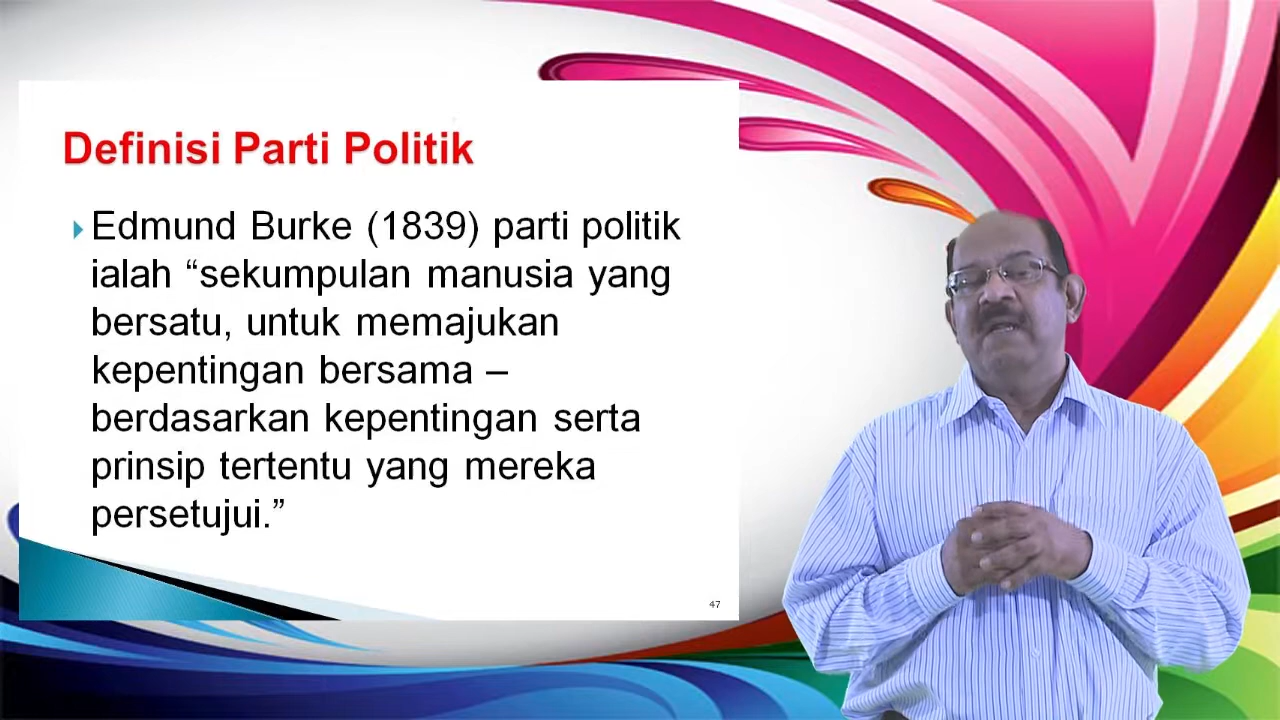 Definisi Parti Politik
Edmund Burke (1839) parti politik
ialah “sekumpulan manusia yang
bersatu, untuk memajukan
kepentingan bersama –
berdasarkan kepentingan serta
prinsip tertentu yang mereka
persetujui.”
47